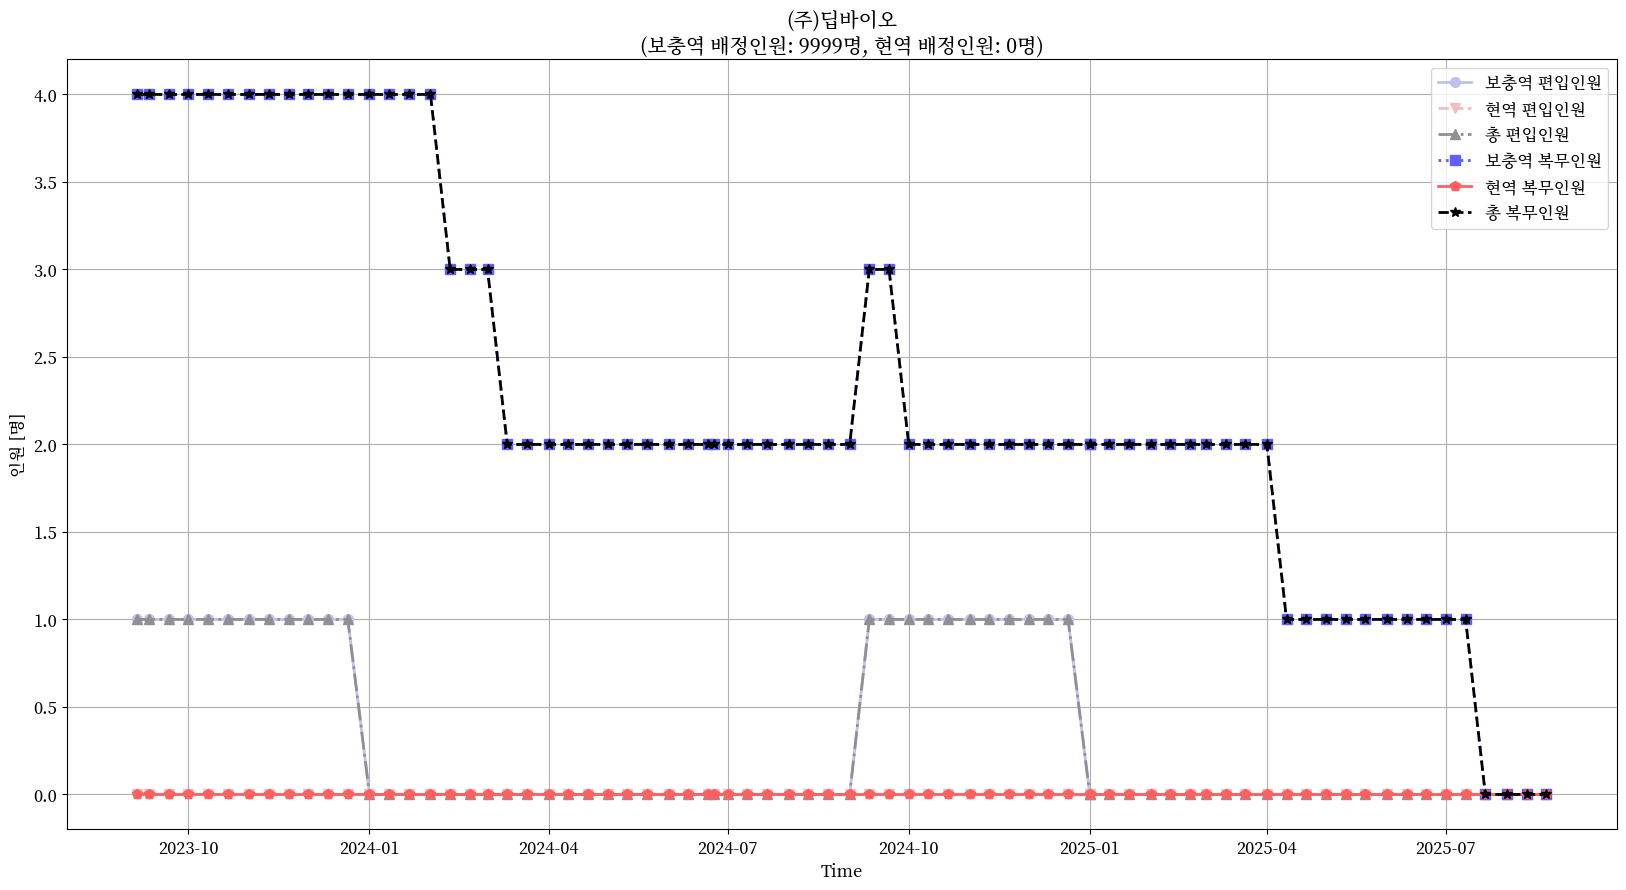 (주)딥바이오
(보충역 배정인원: 9999명, 현역 배정인원: 0명)
보충역 편입인원
현역 편입인원
총 편입인원
보충역 복무인원
현역 복무인원
총 복무인원
인원 [명]
4.0
3.5
3.0
2.5
2.0
1.5
1.0
0.5
0.0
2023-10
2024-01
2024-04
2024-07
2024-10
2025-01
2025-04
2025-07
Time